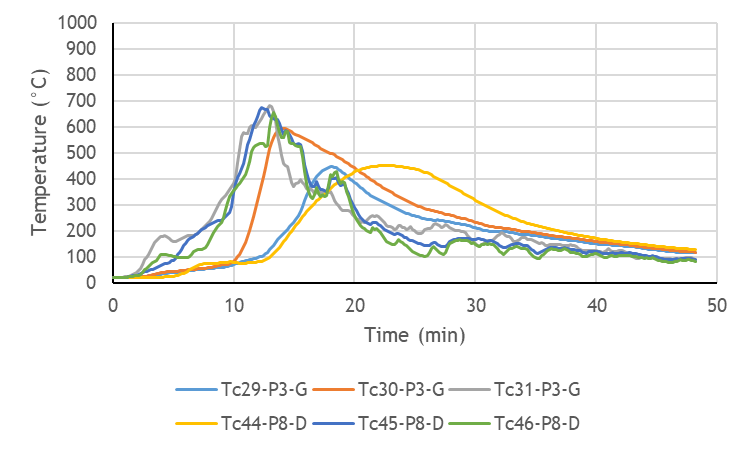 1000
900
800
700
600
500
400
300
200
100
0
Temperature (°C)
0 10 20 30 40 50
Time (min)
Tc29-P3-G Tc30-P3-G Tc31-P3-G
Tc44-P8-D Tc45-P8-D Tc46-P8-D